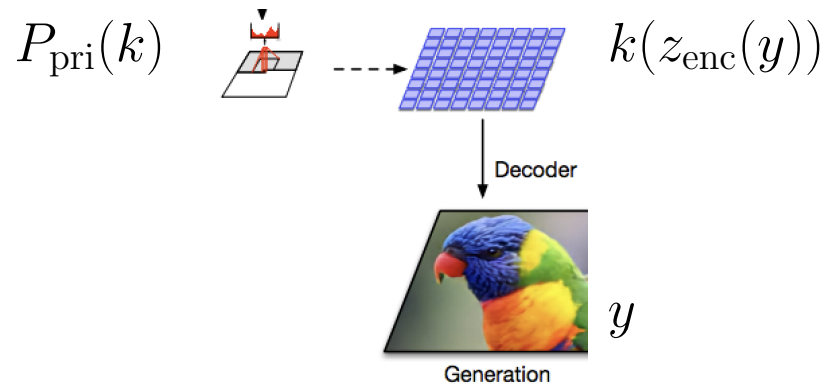 P_pri(k)
k(z_enc(y))
Decoder
y
Generation